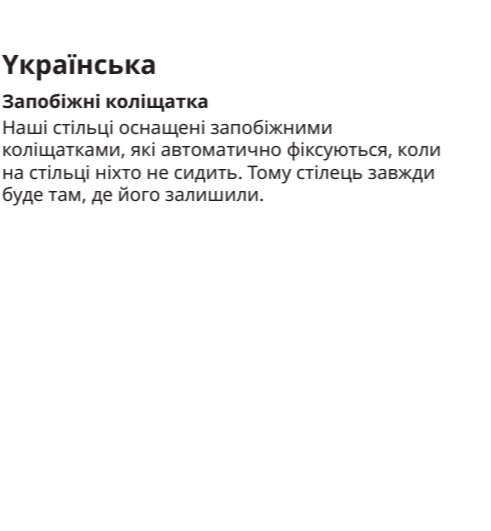 Українська
Запобіжні коліщатка
Наші стільці оснащені запобіжними
коліщатками, які автоматично фіксуються, коли
на стільці ніхто не сидить. Тому стілець завжди
буде там, де його залишили.